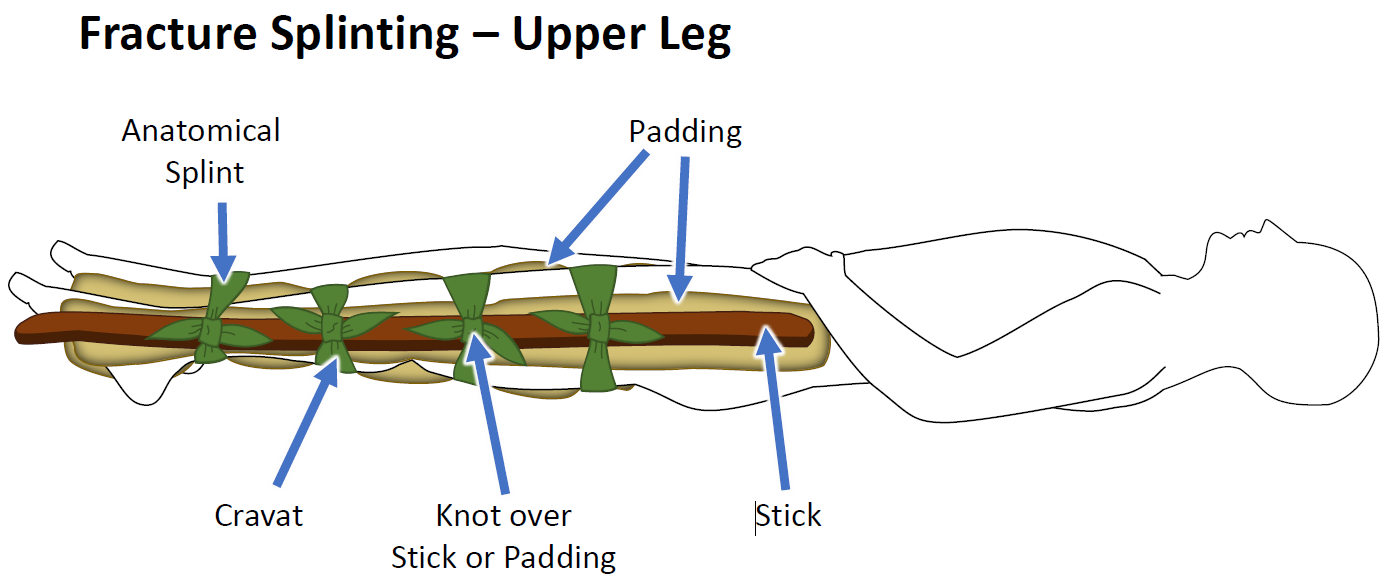 Fracture Splinting – Upper Leg
Anatomical
Splint
Padding
Cravat
Knot over
Stick or Padding
Stick